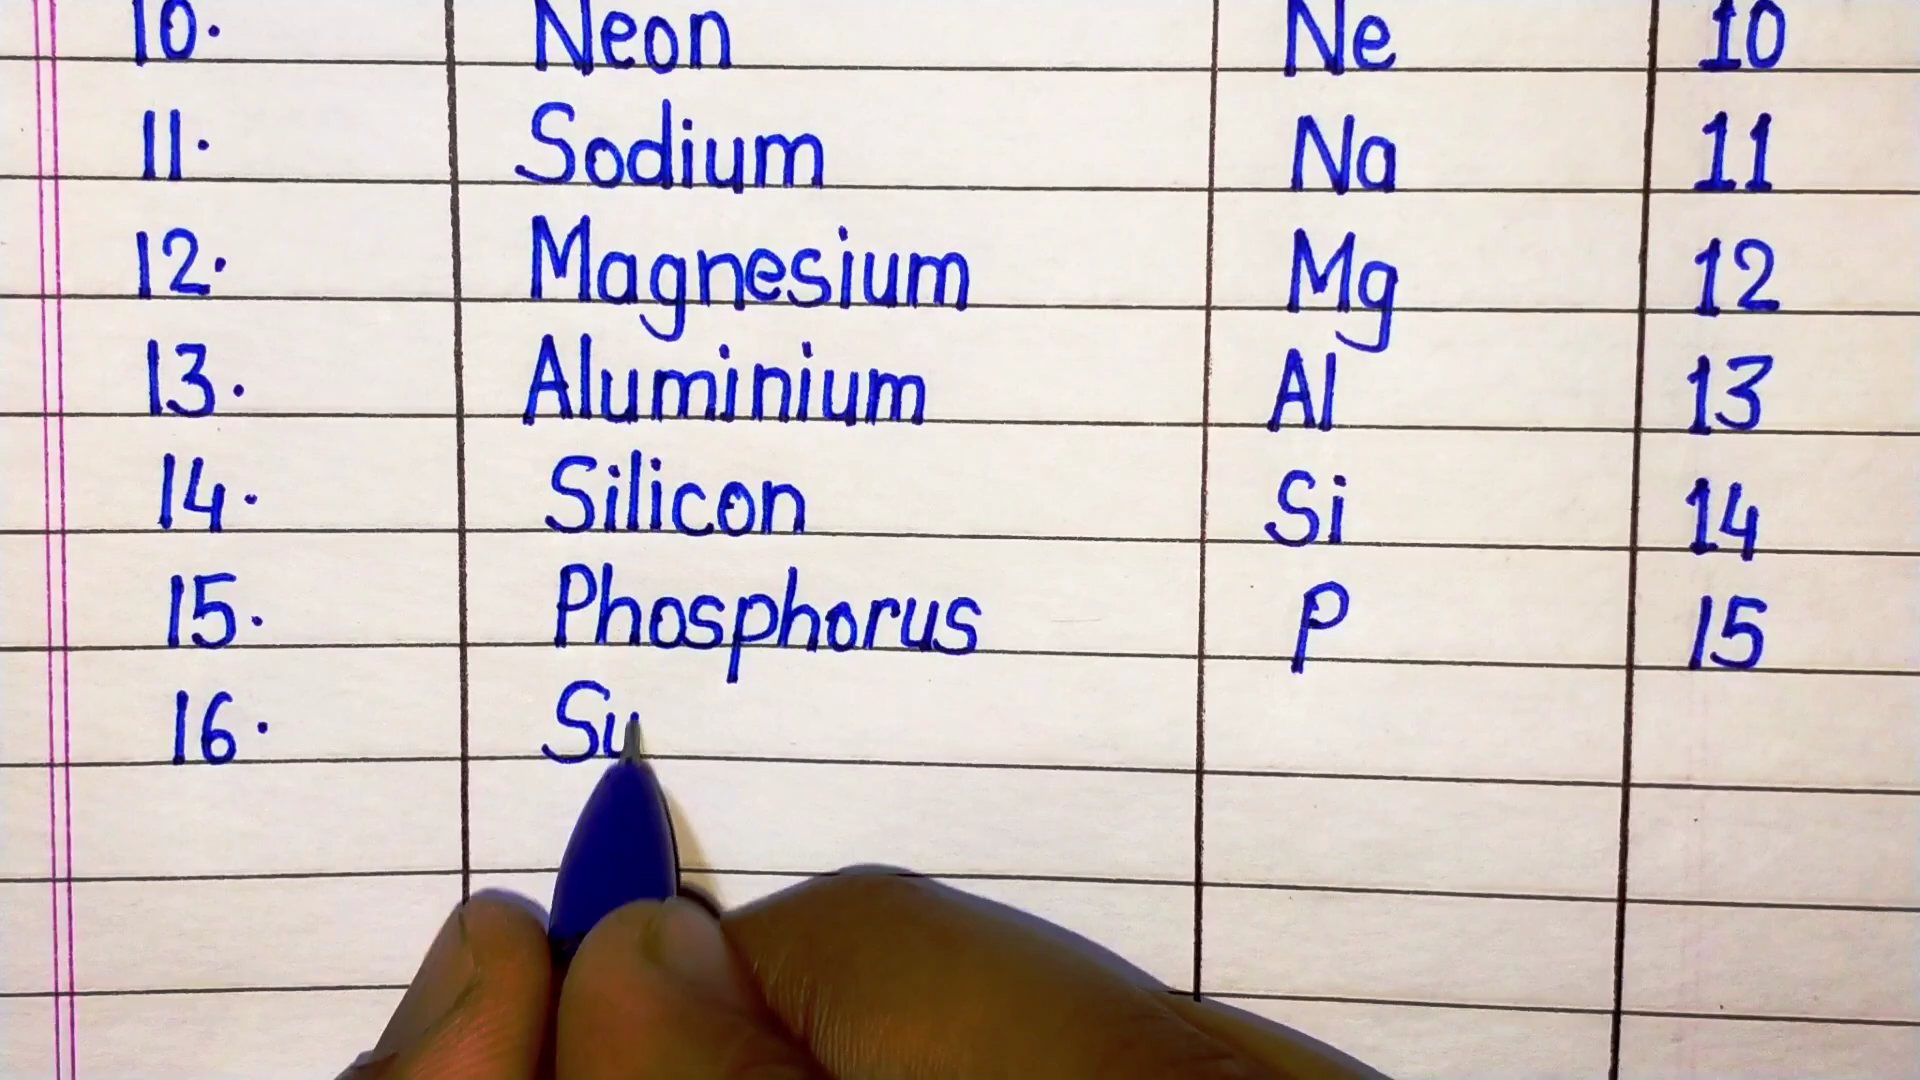 10. Neon Ne 10
11. Sodium Na 11
12. Magnesium Mg 12
13. Aluminium Al 13
14. Silicon Si 14
15. Phosphorus P 15
16. Su